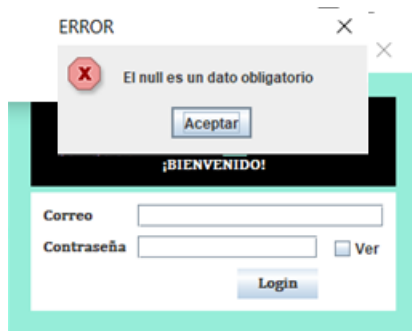 ERROR
El null es un dato obligatorio
Aceptar
¡BIENVENIDO!
Correo
Contraseña
Ver
Login